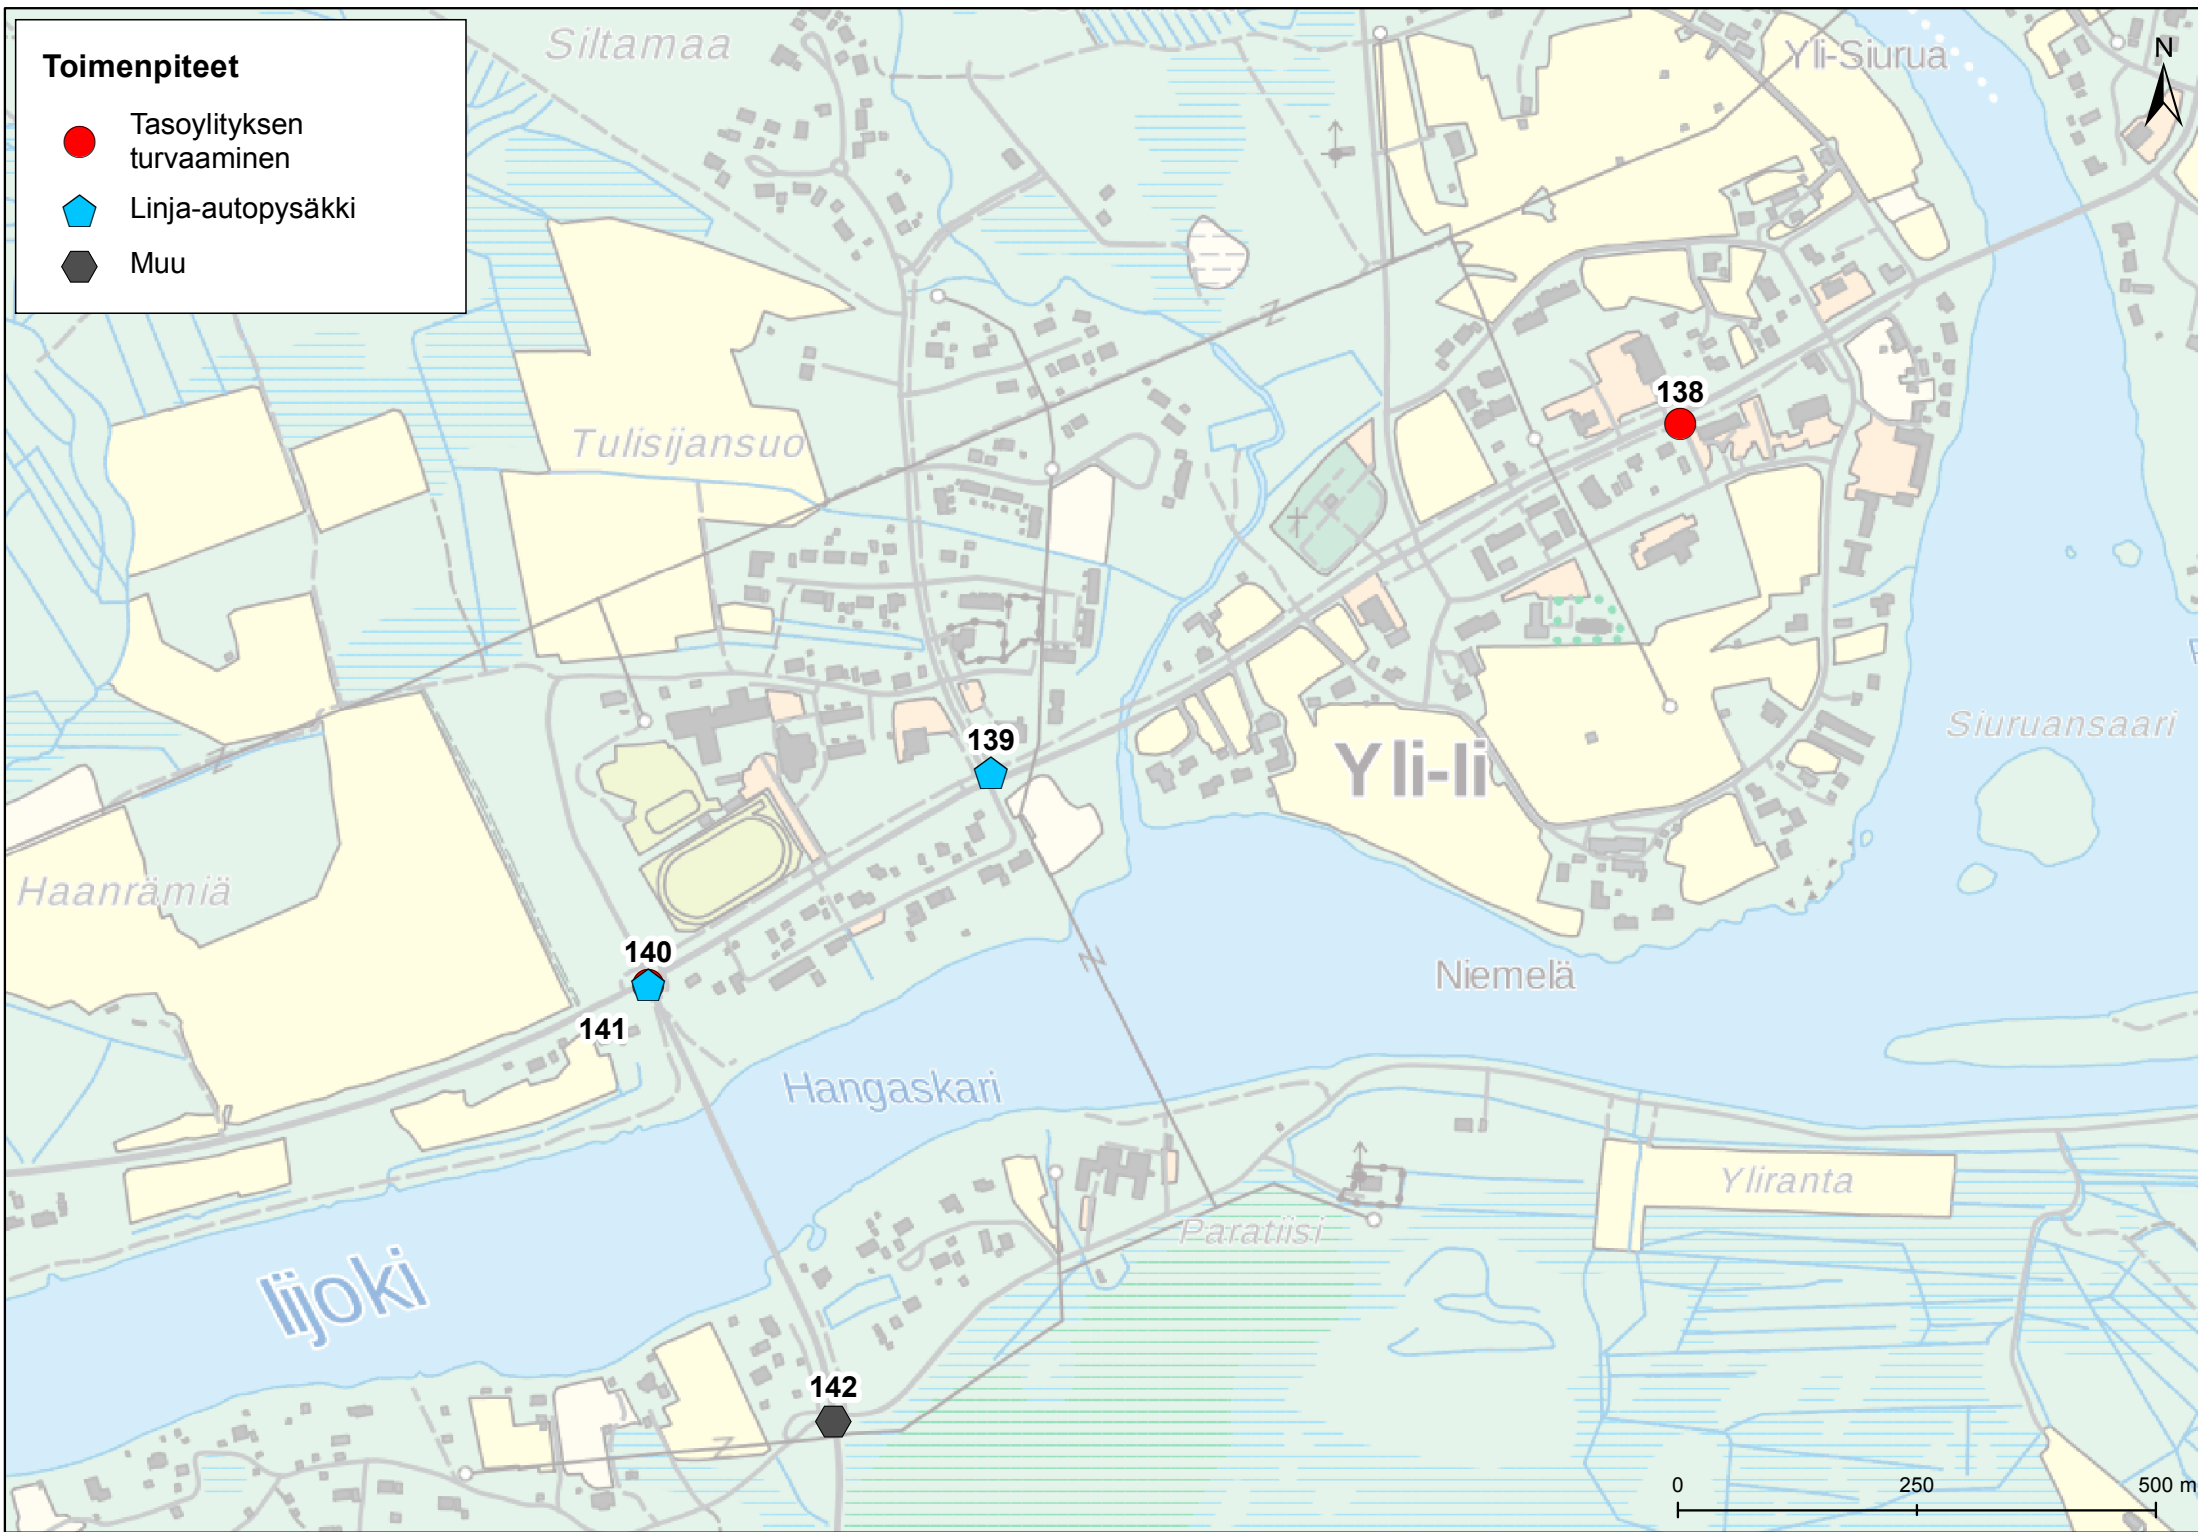 Siltamaa
Yli-Siurua
N
Toimenpiteet
Tasoylityksen
turvaaminen
Linja-autopysäkki
Muu
138
Tulisijansuo
139
Yli-Ii
Siuruansaari
Haanrämiä
140
141
Niemelä
Hangaskari
Yliranta
Paratiisi
Iijoki
142
0 250 500 m